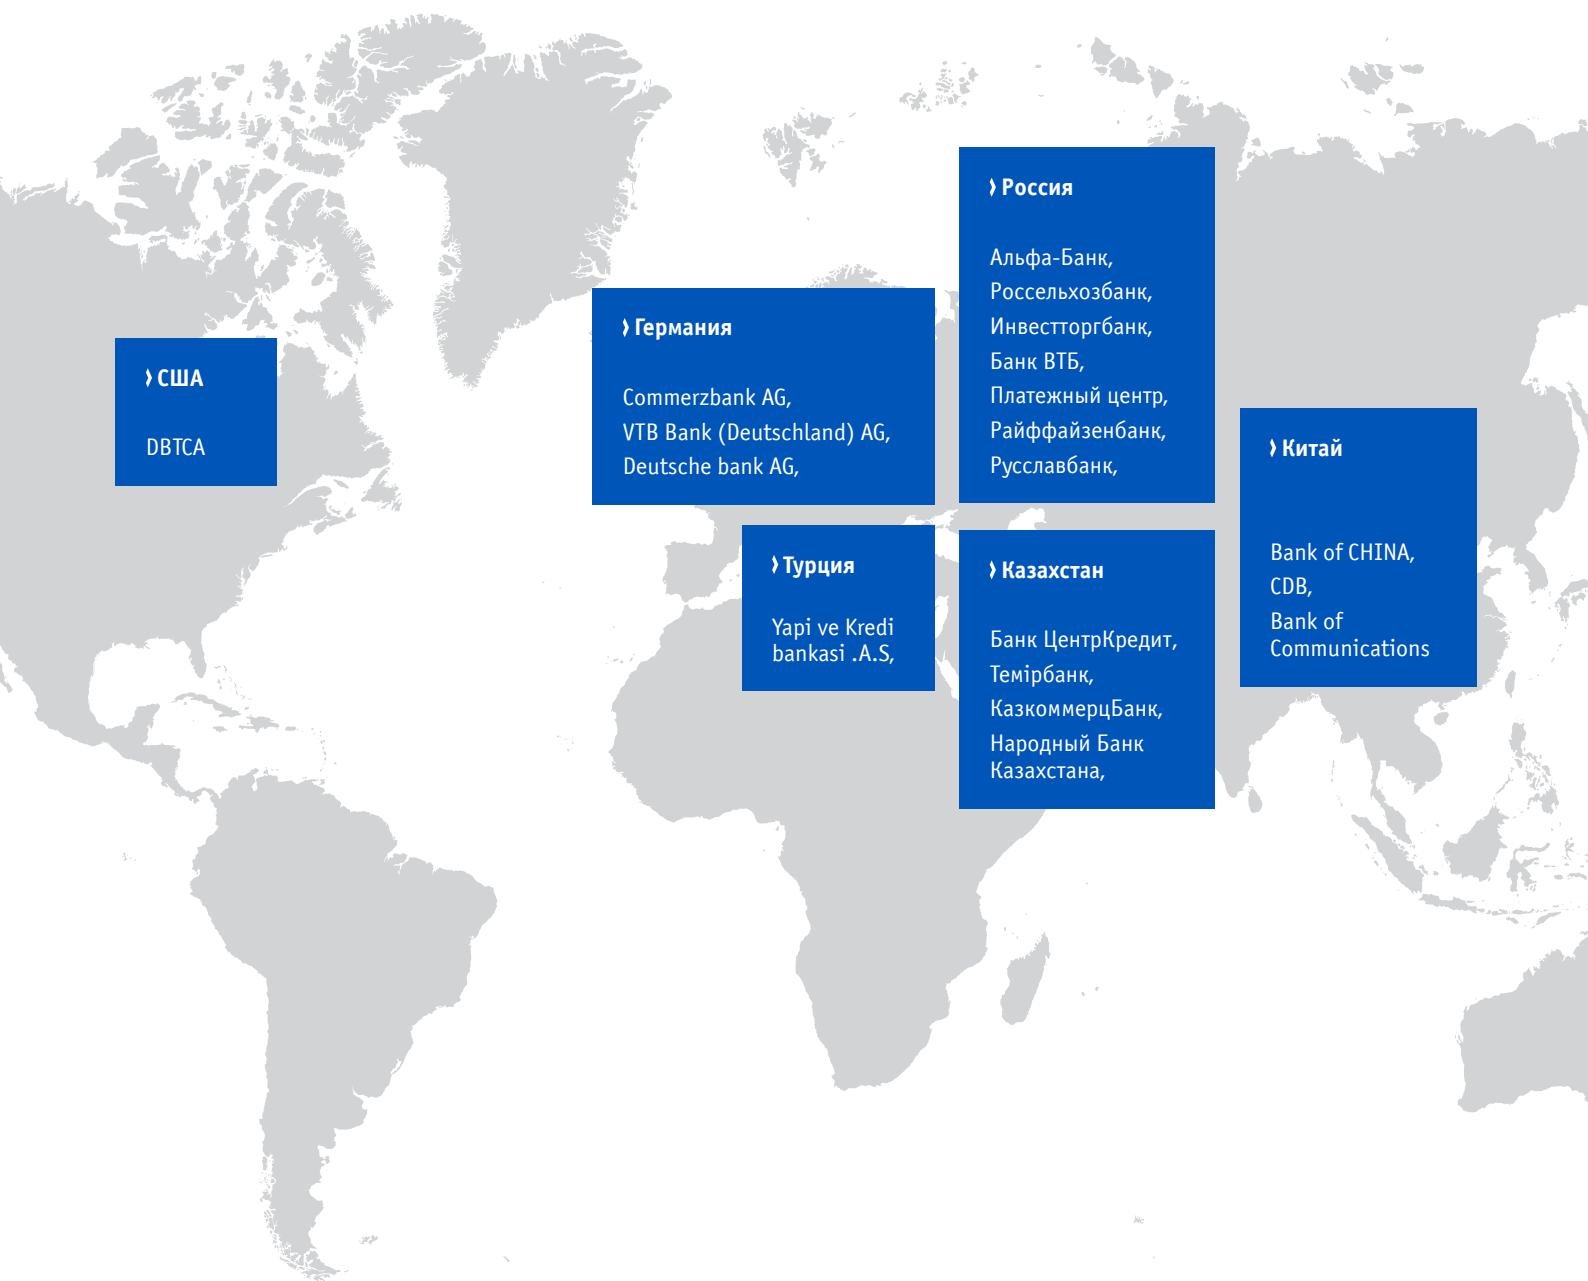 США
DBTCA
Германия
Commerzbank AG,
VTB Bank (Deutschland) AG,
Deutsche bank AG,
Турция
Yapi ve Kredi
bankasi .A.S,
Россия
Альфа-Банк,
Россельхозбанк,
Инвестторгбанк,
Банк ВТБ,
Платежный центр,
Райффайзенбанк,
Русславбанк,
Казахстан
Банк ЦентрКредит,
Темiрбанк,
КазкоммерцБанк,
Народный Банк
Казахстана,
Китай
Bank of CHINA,
CDB,
Bank of
Communications